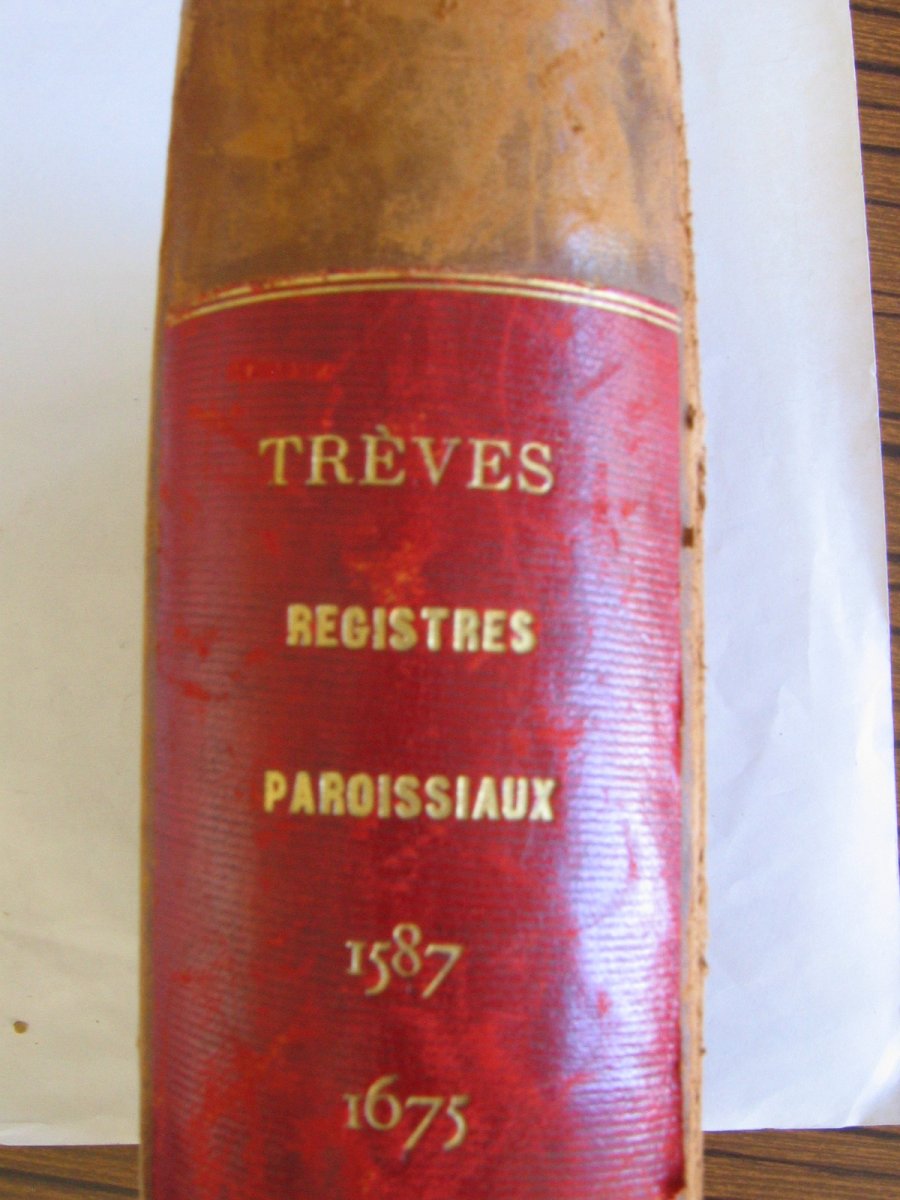 TRÈVES
REGISTRES
PAROISSIAUX
1587
1675